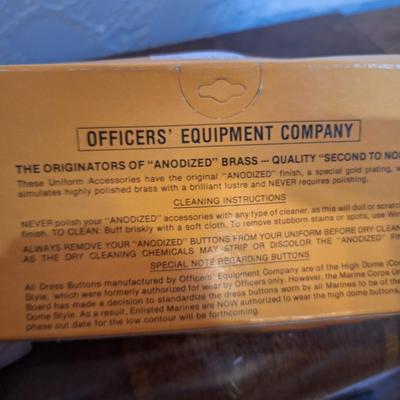 OFFICERS' EQUIPMENT COMPANY
THE ORIGINATORS OF "ANODIZED" BRASS --- QUALITY "SECOND TO
These Uniform Accessories have the original "ANODIZED" finish, a special gold plating,
simulates highly polished brass with a brilliant lustre and NEVER requires polishing.
CLEANING INSTRUCTIONS
NEVER polish your "ANODIZED" accessories with any type of cleaner, as this will dull or scratch
finish. TO CLEAN: Buff briskly with a soft cloth. To remove stubborn stains or spots, use
ALWAYS REMOVE YOUR "ANODIZED" BUTTONS FROM YOUR UNIFORM BEFORE DRY
AS THE DRY CLEANING CHEMICALS MAY STRIP OR DISCOLOR THE "ANODIZED"
SPECIAL NOTE REGARDING BUTTONS
All Dress Buttons manufactured by Officers' Equipment Company are of the High Dome
Style, which were formerly authorized for wear by Officers only. However, the Marine Corps
Board has made a decision to standardize the dress buttons worn by all Marines to be of the
Dome Style. As a result, Enlisted Marines are NOW authorized to wear the high dome buttons,
phase out date for the low contour will be forthcoming.